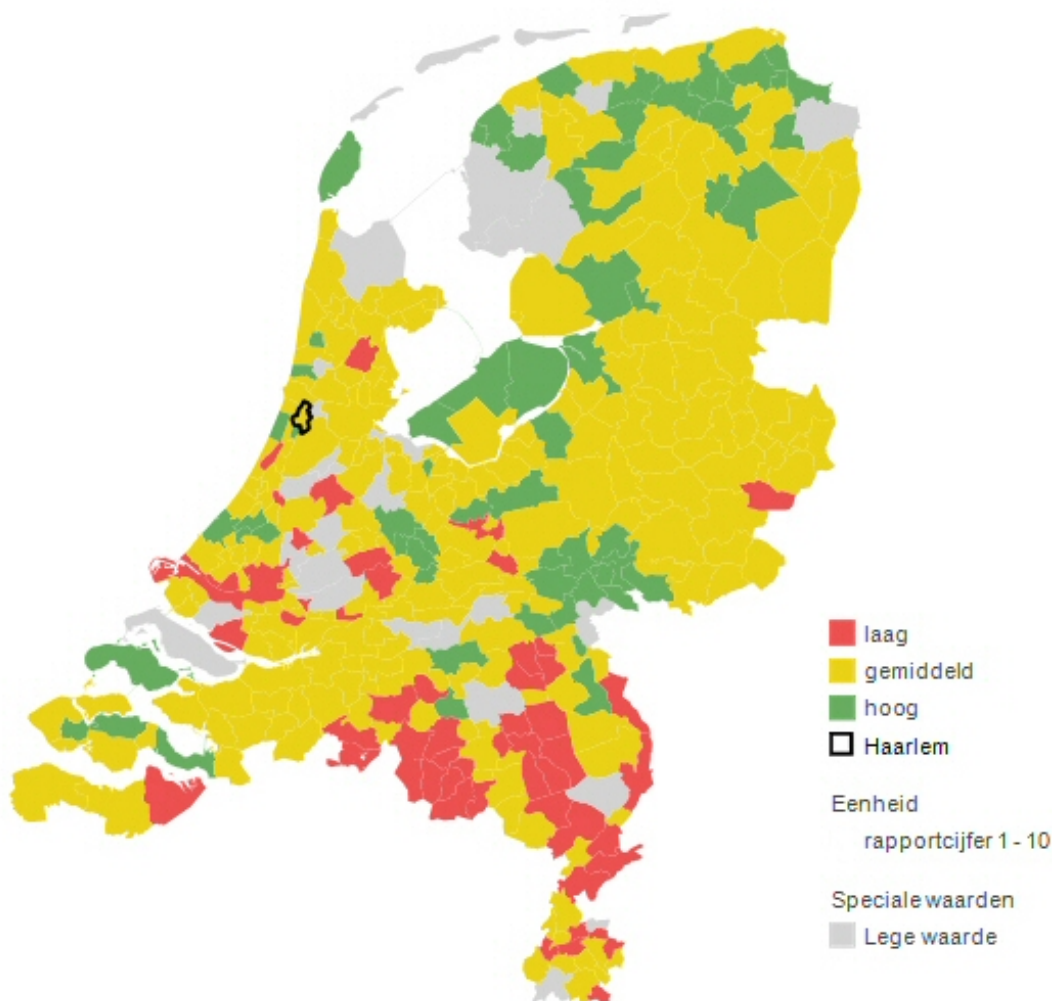 laag
gemiddeld
hoog
Haarlem
Eenheid
rapportcijfer 1 - 10
Speciale waarden
Lege waarde